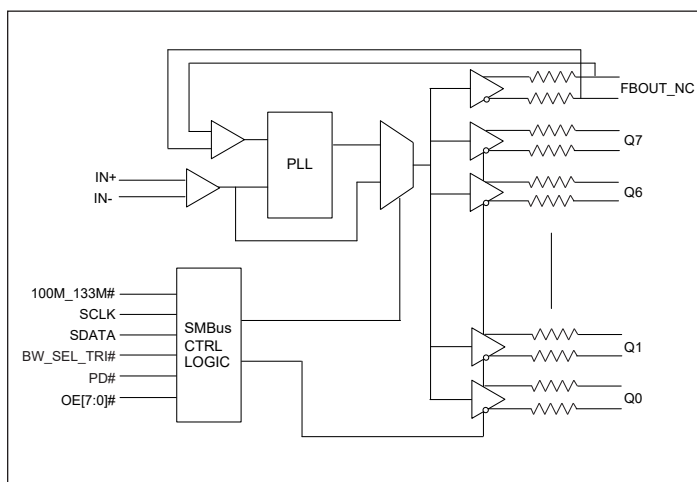 FBOUT_NC
Q7
PLL
IN+
IN-
Q6
100M_133M#
SCLK
SDATA
BW_SEL_TRI#
PD#
OE[7:0]#
SMBus
CTRL
LOGIC
Q1
Q0